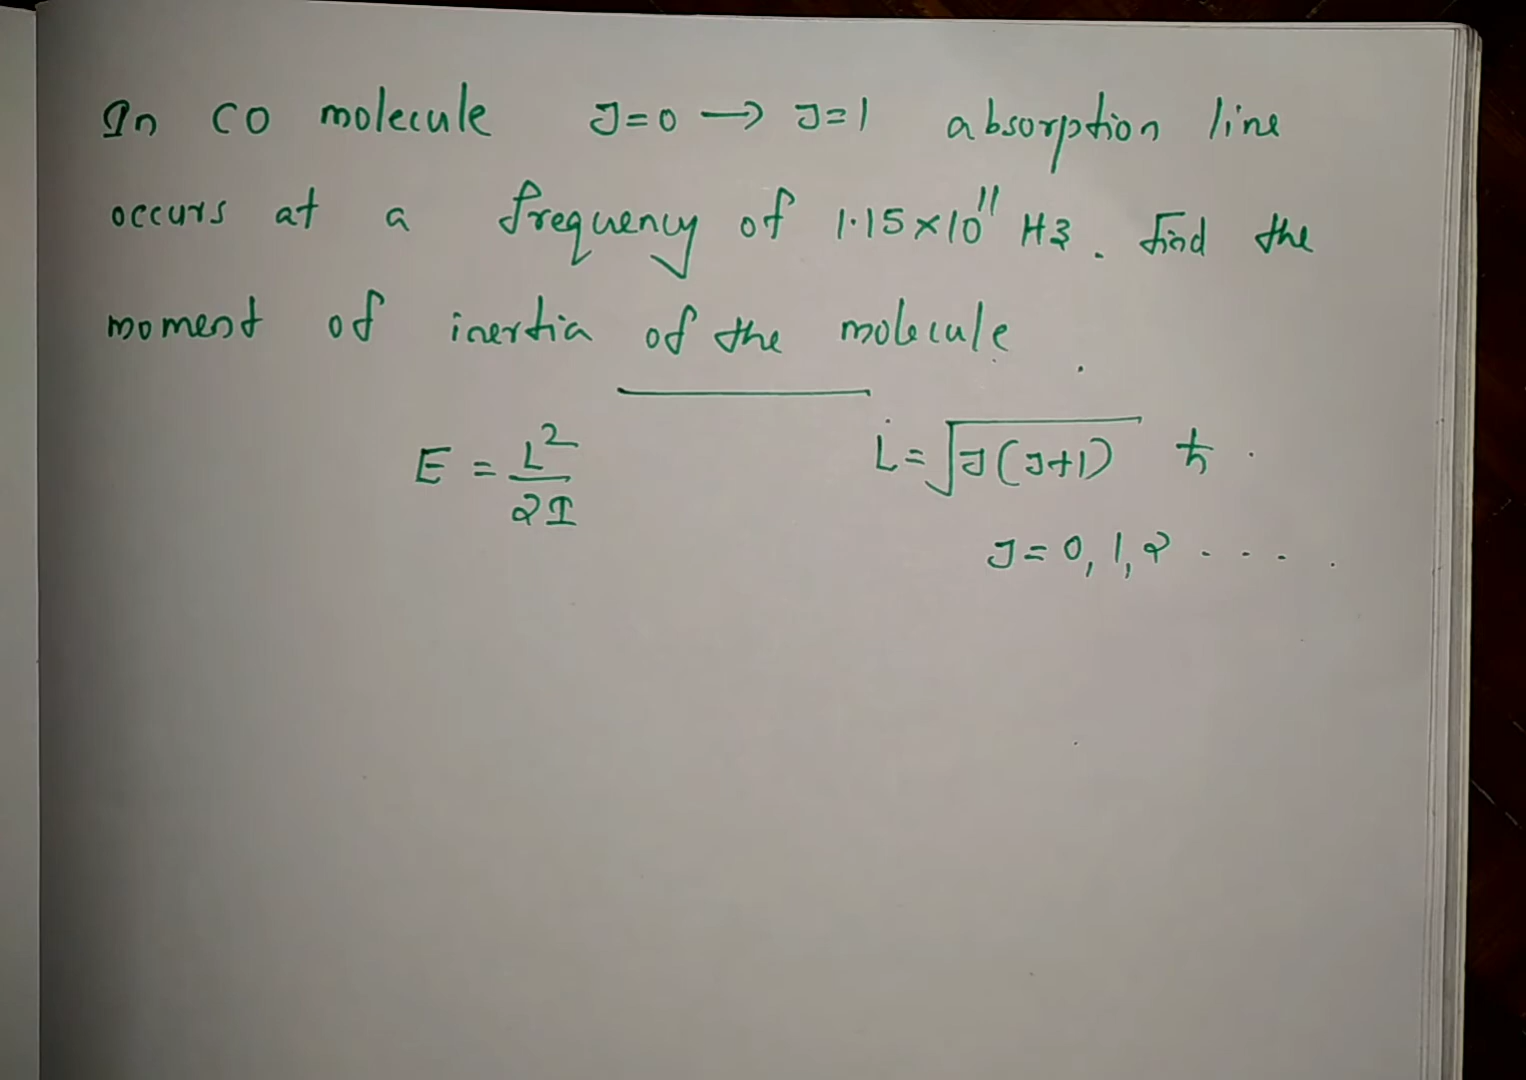 In CO molecule J=0 → J=1 absorption line
occurs at a frequency of 1.15×10¹¹ Hz. find the
moment of inertia of the molecule.
E = L²/2I L = √J(J+1) ħ.
J = 0, 1, 2 . . . .